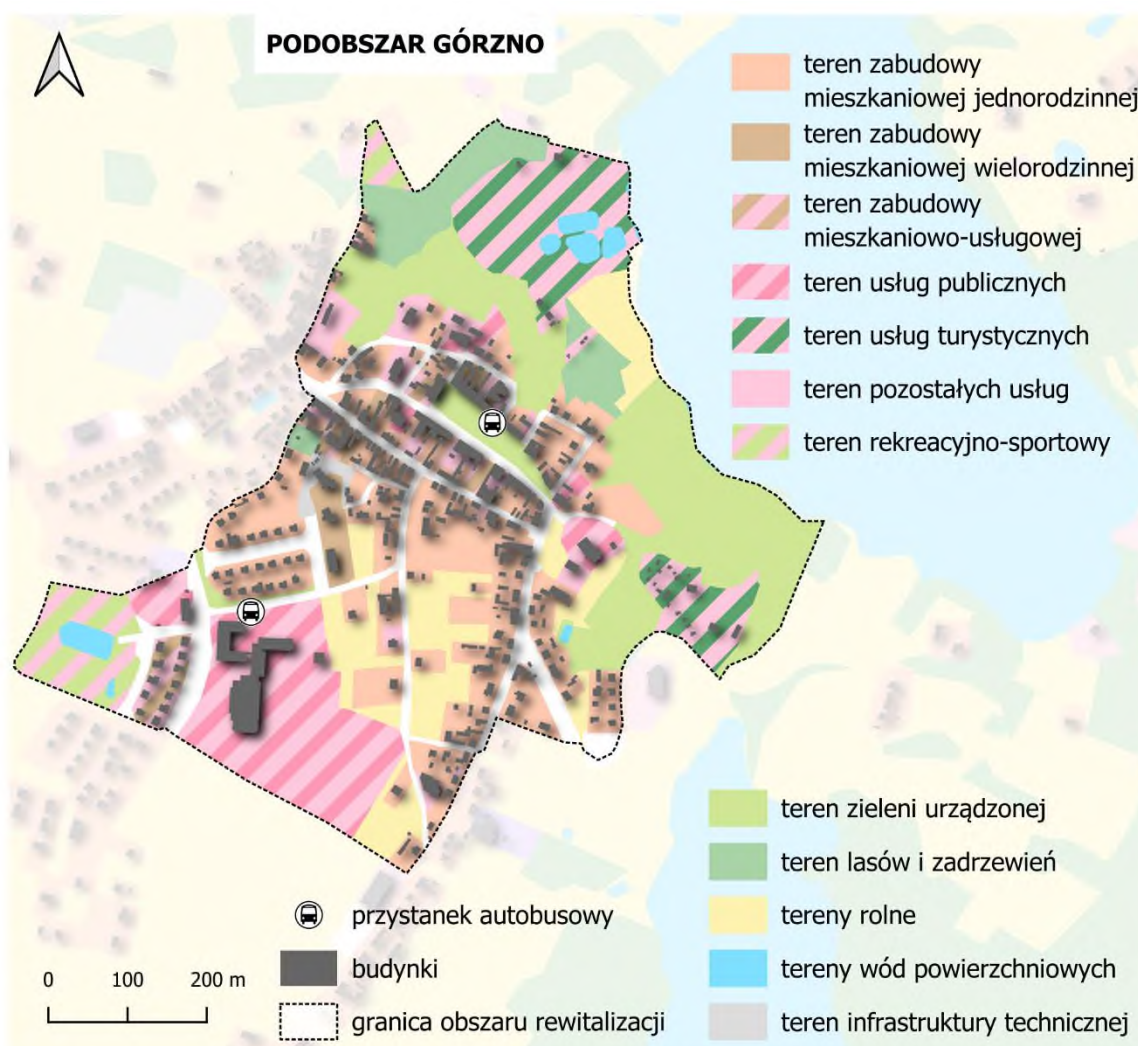 PODOBSZAR GÓRZNO
teren zabudowy
mieszkaniowej jednorodzinnej
teren zabudowy
mieszkaniowej wielorodzinnej
teren zabudowy
mieszkaniowo-usługowej
teren usług publicznych
teren usług turystycznych
teren pozostałych usług
teren rekreacyjno-sportowy
teren zieleni urządzonej
teren lasów i zadrzewień
tereny rolne
tereny wód powierzchniowych
teren infrastruktury technicznej
przystanek autobusowy
budynki
granica obszaru rewitalizacji
0 100 200 m